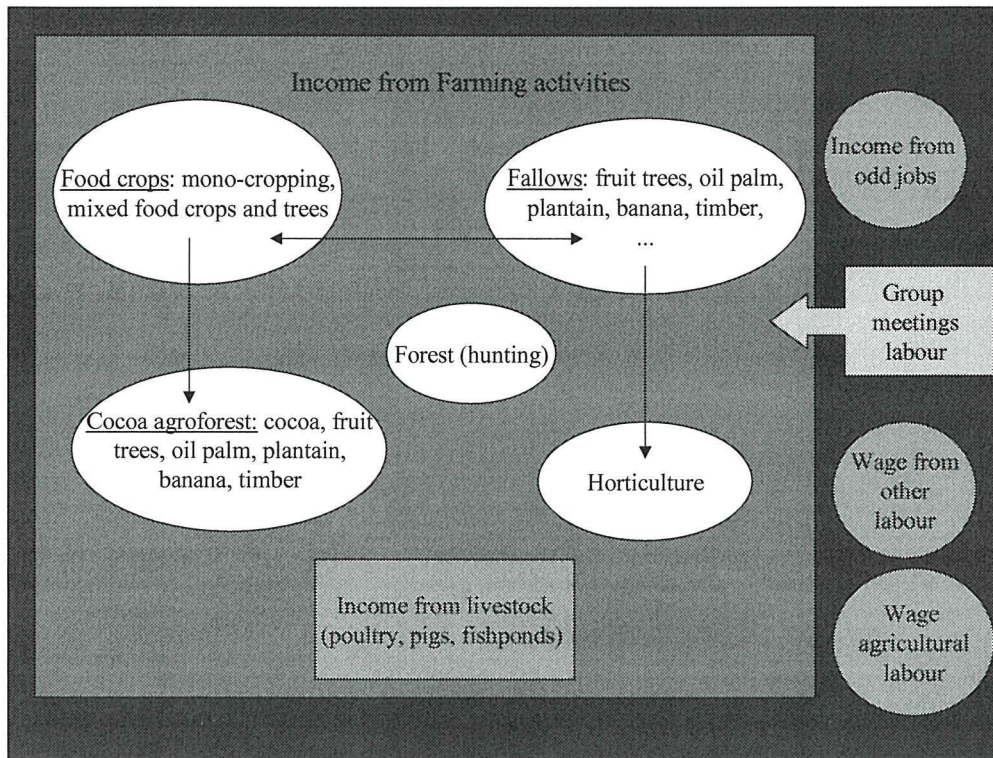 Income from Farming activities
Food crops: mono-cropping,
mixed food crops and trees
Fallows: fruit trees, oil palm,
plantain, banana, timber,
...
Income from
odd jobs
Group
meetings
labour
Forest (hunting)
Cocoa agroforest: cocoa, fruit
trees, oil palm, plantain,
banana, timber
Horticulture
Wage from
other
labour
Income from livestock
(poultry, pigs, fishponds)
Wage
agricultural
labour